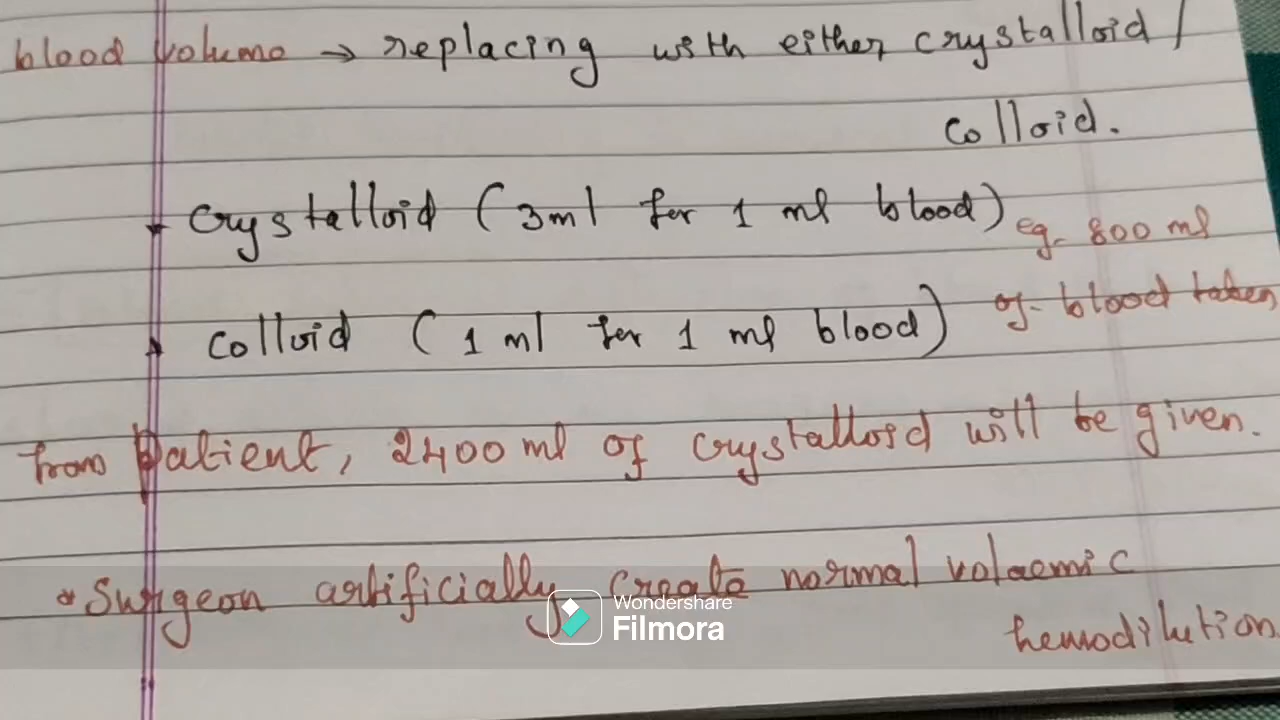 blood volume → replacing with either crystalloid /
colloid.
crystalloid (3ml for 1 ml blood) eg- 800 ml
of blood taken
colloid (1 ml for 1 ml blood)
from Patient, 2400 ml of crystalloid will be given.
* Surgeon artificially create normal volaemic
hemodilution
Wondershare
Filmora